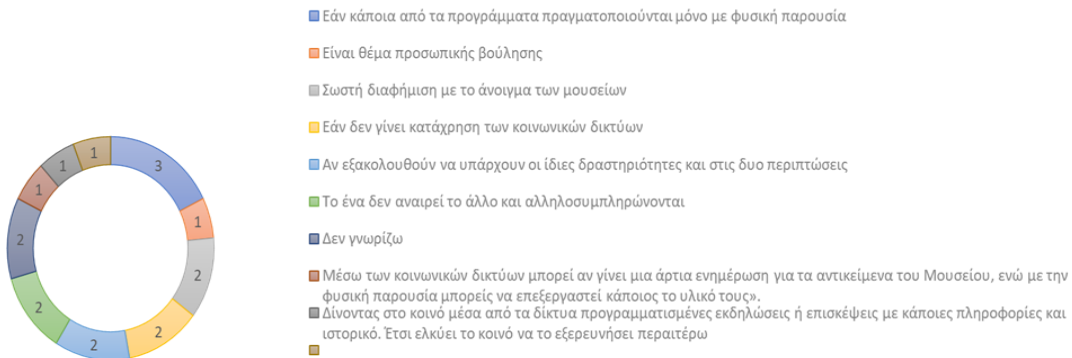 Εάν κάποια από τα προγράμματα πραγματοποιούνται μόνο με φυσική παρουσία
Είναι θέμα προσωπικής βούλησης
Σωστή διαφήμιση με το άνοιγμα των μουσείων
Εάν δεν γίνει κατάχρηση των κοινωνικών δικτύων
Αν εξακολουθούν να υπάρχουν οι ίδιες δραστηριότητες και στις δυο περιπτώσεις
Το ένα δεν αναιρεί το άλλο και αλληλοσυμπληρώνονται
Δεν γνωρίζω
Μέσω των κοινωνικών δικτύων μπορεί αν γίνει μια άρτια ενημέρωση για τα αντικείμενα του Μουσείου, ενώ με την
φυσική παρουσία μπορείς να επεξεργαστεί κάποιος το υλικό τους».
Δίνοντας στο κοινό μέσα από τα δίκτυα προγραμματισμένες εκδηλώσεις ή επισκέψεις με κάποιες πληροφορίες και
ιστορικό. Έτσι ελκύει το κοινό να το εξερευνήσει περαιτέρω
3
1
2
2
2
2
2
1
1
1